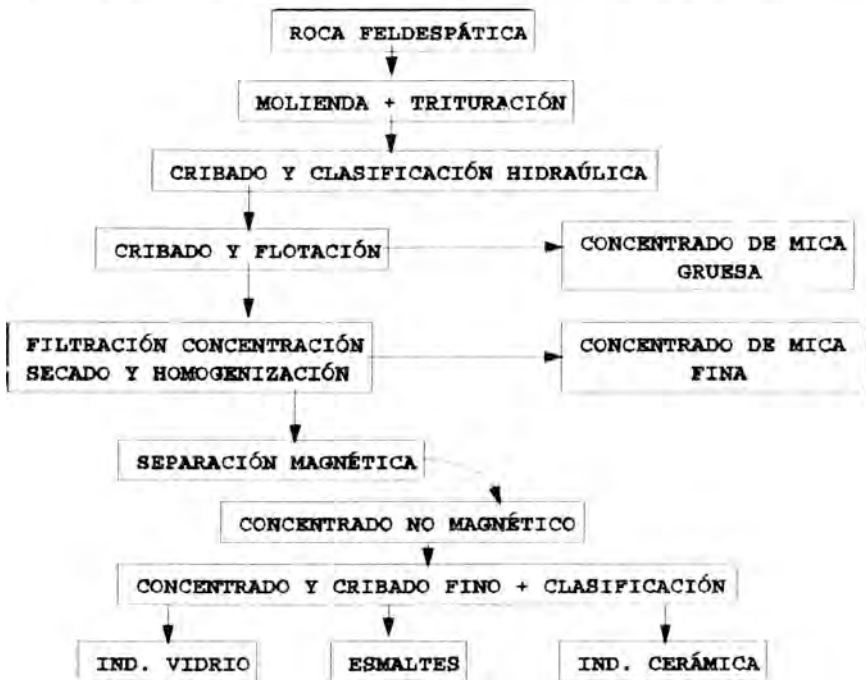 ROCA FELDESPÁTICA
MOLIENDA + TRITURACIÓN
CRIBADO Y CLASIFICACIÓN HIDRAÚLICA
CRIBADO Y FLOTACIÓN
CONCENTRADO DE MICA
GRUESA
FILTRACIÓN CONCENTRACIÓN
SECADO Y HOMOGENIZACIÓN
CONCENTRADO DE MICA
FINA
SEPARACIÓN MAGNÉTICA
CONCENTRADO NO MAGNÉTICO
CONCENTRADO Y CRIBADO FINO + CLASIFICACIÓN
IND. VIDRIO
ESMALTES
IND. CERÁMICA